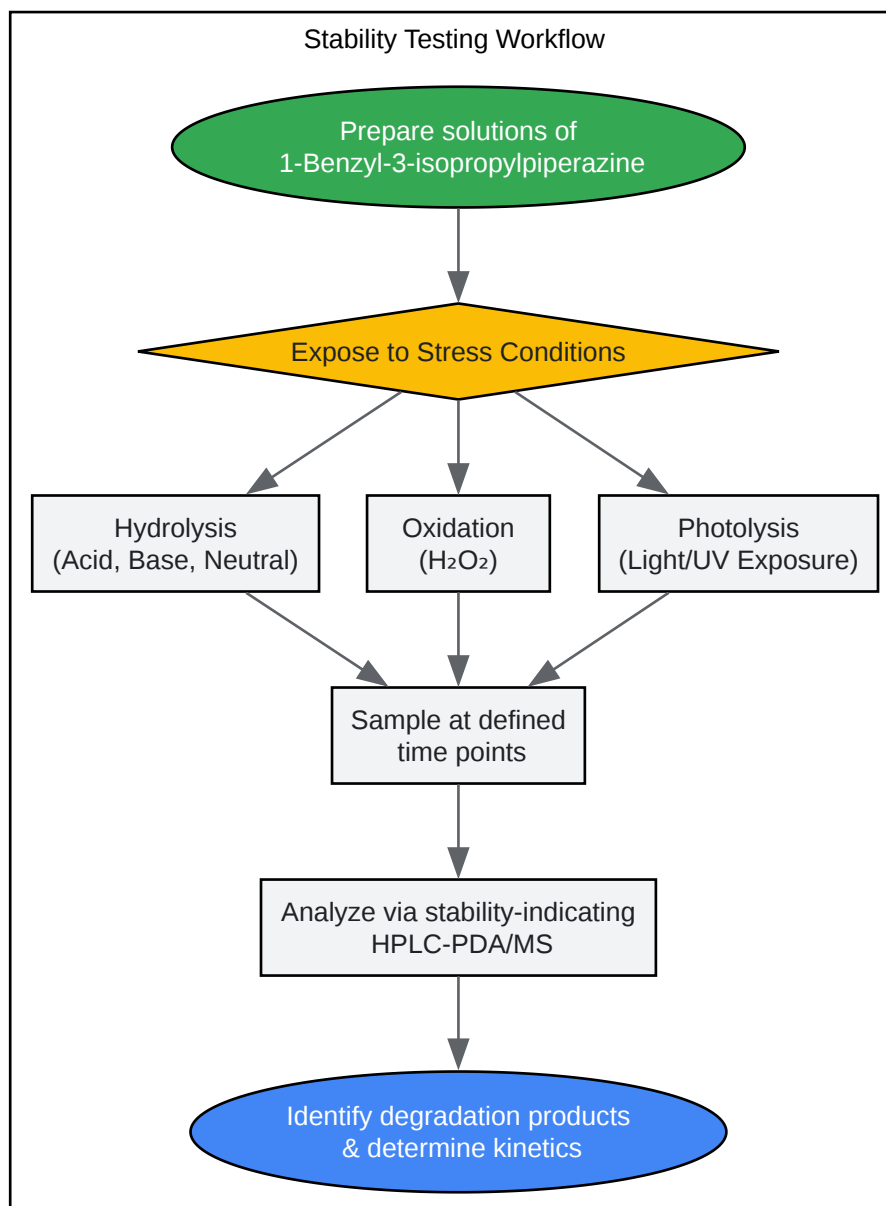 Stability Testing Workflow
Prepare solutions of
1-Benzyl-3-isopropylpiperazine
Expose to Stress Conditions
Hydrolysis
(Acid, Base, Neutral)
Oxidation
(H₂O₂)
Photolysis
(Light/UV Exposure)
Sample at defined
time points
Analyze via stability-indicating
HPLC-PDA/MS
Identify degradation products
& determine kinetics